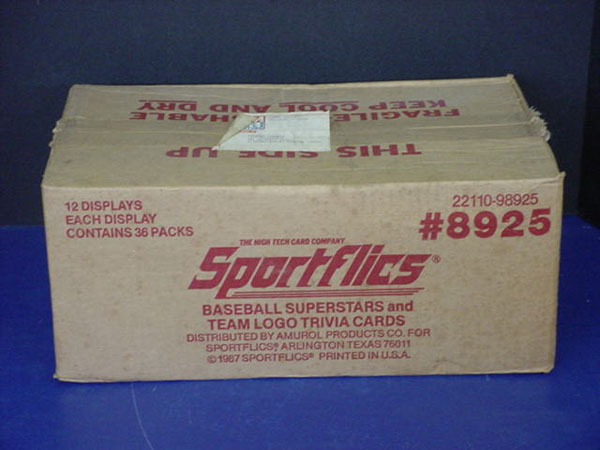 FRAGILE HABLE
KEEP COOL AND DRY
THIS SIDE UP
12 DISPLAYS
EACH DISPLAY
CONTAINS 36 PACKS
22110-98925
#8925
THE HIGH TECH CARD COMPANY
Sportflics®
BASEBALL SUPERSTARS and
TEAM LOGO TRIVIA CARDS
DISTRIBUTED BY AMUROL PRODUCTS CO. FOR
SPORTFLICS® ARLINGTON TEXAS 76011
©1987 SPORTFLICS® PRINTED IN U.S.A.